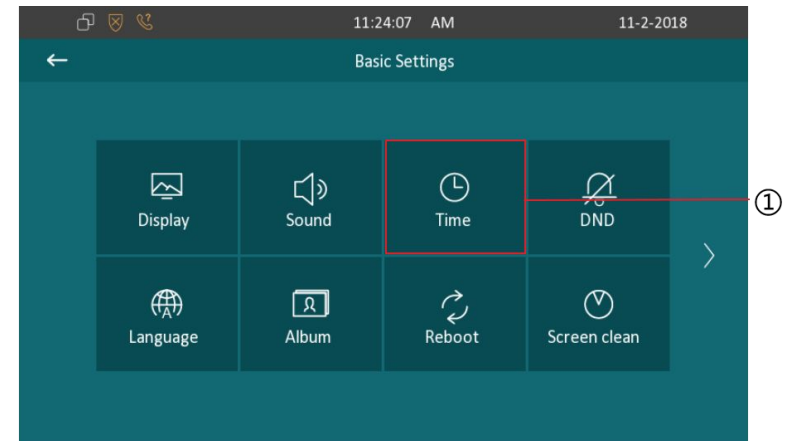 11:24:07 AM 11-2-2018
Basic Settings
Display Sound Time DND
①
Language Album Reboot Screen clean